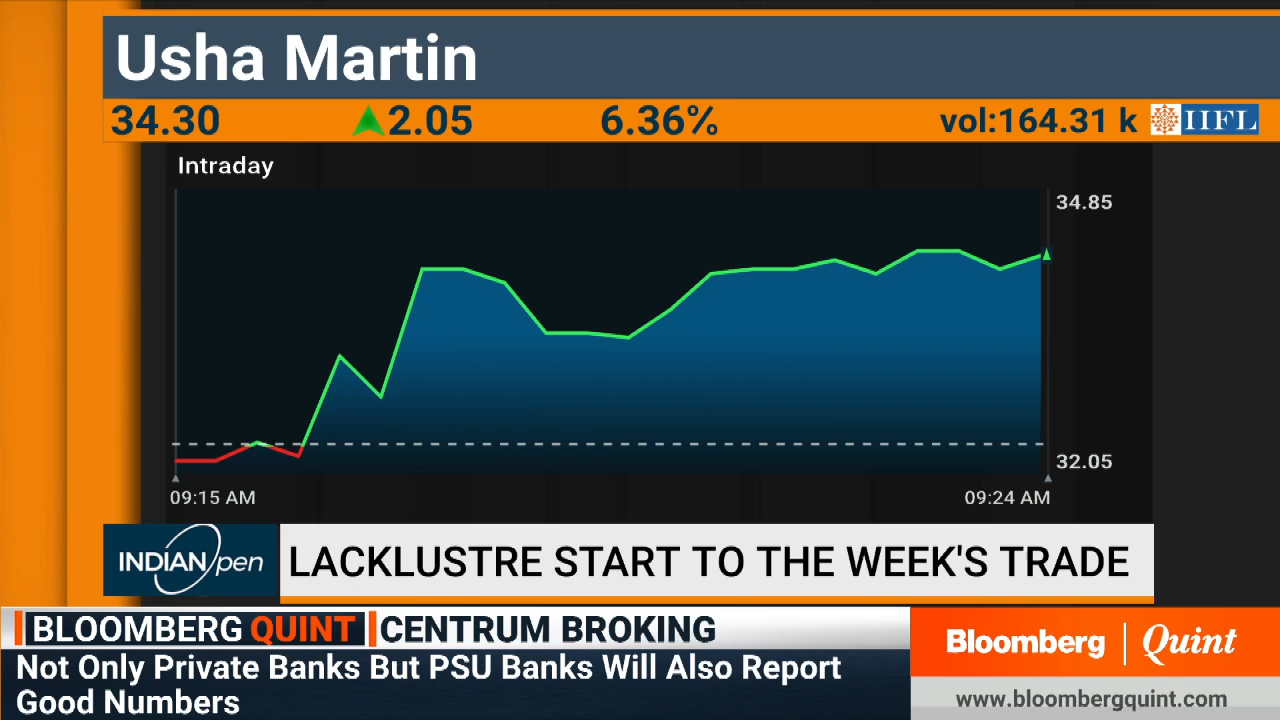 Usha Martin
34.30 2.05 6.36% vol:164.31 k IIFL
Intraday
34.85
32.05
09:15 AM 09:24 AM
INDIAN Open LACKLUSTRE START TO THE WEEK'S TRADE
BLOOMBERG QUINT CENTRUM BROKING
Not Only Private Banks But PSU Banks Will Also Report
Good Numbers
Bloomberg | Quint
www.bloombergquint.com